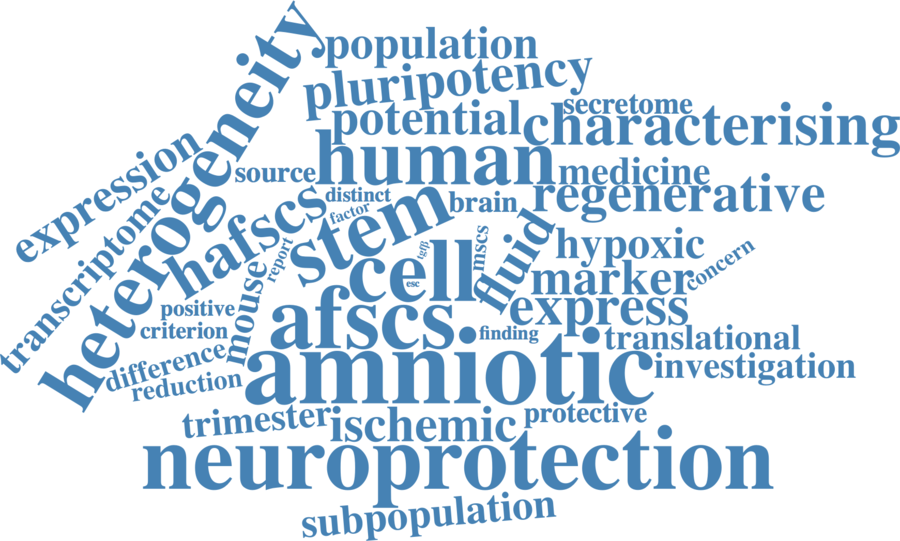 population
pluripotency
secretome
potential
characterising
human
heterogeneity
expression
source
medicine
distinct
regenerative
brain
factor
transcriptome
hafscs
stem
fluid
mscs
tgfβ
report
hypoxic
cell
esc
marker
concern
mouse
positive
afscs
express
criterion
finding
translational
difference
amniotic
investigation
reduction
trimester
ischemic
protective
neuroprotection
subpopulation